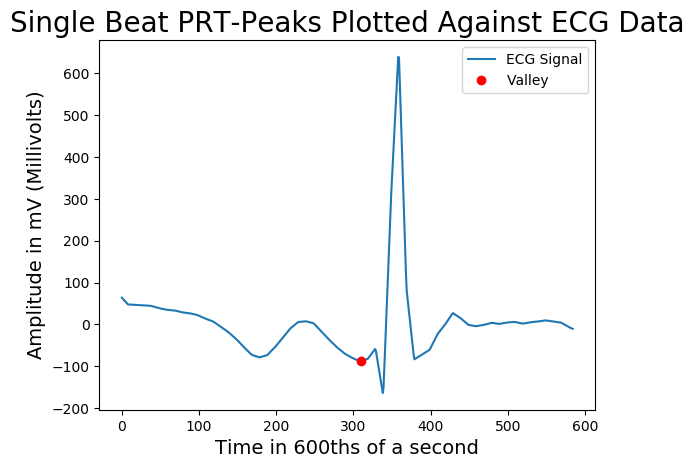 Single Beat PRT-Peaks Plotted Against ECG Data
Amplitude in mV (Millivolts)
600
500
400
300
200
100
0
−100
−200
ECG Signal
Valley
0 100 200 300 400 500 600
Time in 600ths of a second